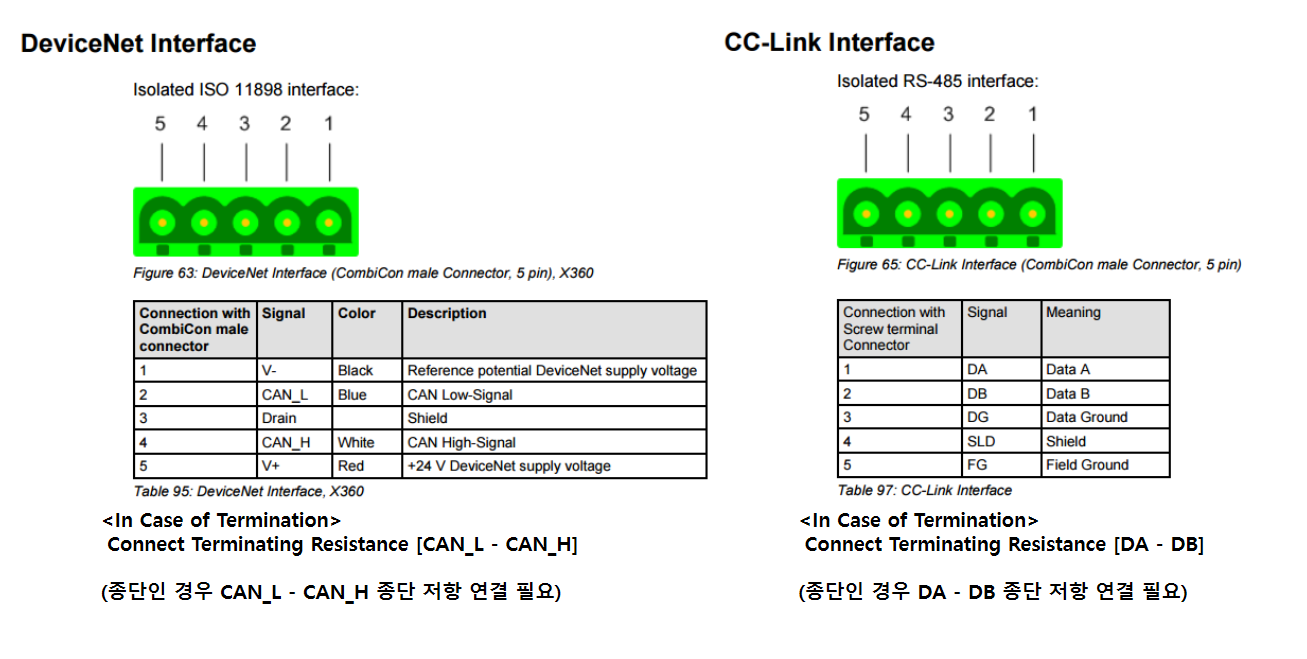 DeviceNet Interface
Isolated ISO 11898 interface:
5 4 3 2 1
Figure 63: DeviceNet Interface (CombiCon male Connector, 5 pin), X360
Connection with CombiCon male connector Signal Color Description
1 V- Black Reference potential DeviceNet supply voltage
2 CAN_L Blue CAN Low-Signal
3 Drain Shield
4 CAN_H White CAN High-Signal
5 V+ Red +24 V DeviceNet supply voltage
Table 95: DeviceNet Interface, X360
<In Case of Termination>
Connect Terminating Resistance [CAN_L - CAN_H]
(종단인 경우 CAN_L - CAN_H 종단 저항 연결 필요)
CC-Link Interface
Isolated RS-485 interface:
5 4 3 2 1
Figure 65: CC-Link Interface (CombiCon male Connector, 5 pin)
Connection with Screw terminal Connector Signal Meaning
1 DA Data A
2 DB Data B
3 DG Data Ground
4 SLD Shield
5 FG Field Ground
Table 97: CC-Link Interface
<In Case of Termination>
Connect Terminating Resistance [DA - DB]
(종단인 경우 DA - DB 종단 저항 연결 필요)